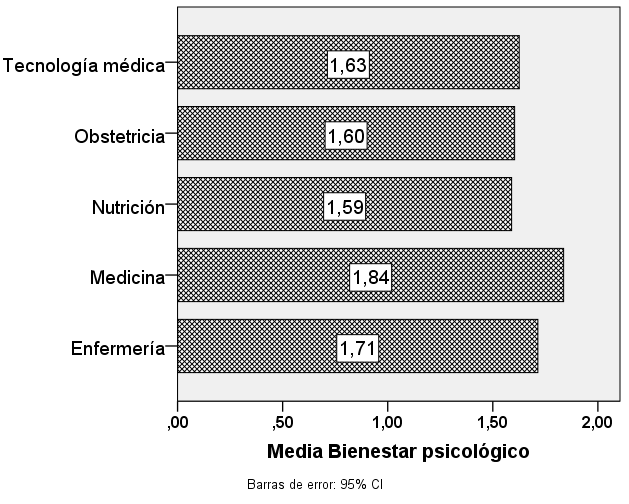 Tecnología médica
1,63
Obstetricia
1,60
Nutrición
1,59
Medicina
1,84
Enfermería
1,71
,00
,50
1,00
1,50
2,00
Media Bienestar psicológico
Barras de error: 95% CI